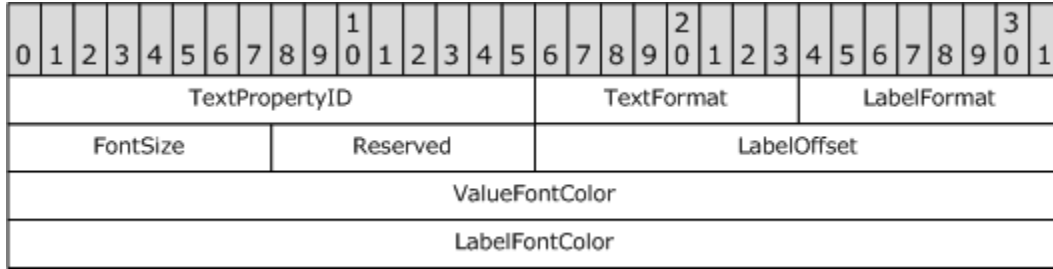 1 2 3
0 1 2 3 4 5 6 7 8 9 0 1 2 3 4 5 6 7 8 9 0 1 2 3 4 5 6 7 8 9 0 1
TextPropertyID TextFormat LabelFormat
FontSize Reserved LabelOffset
ValueFontColor
LabelFontColor